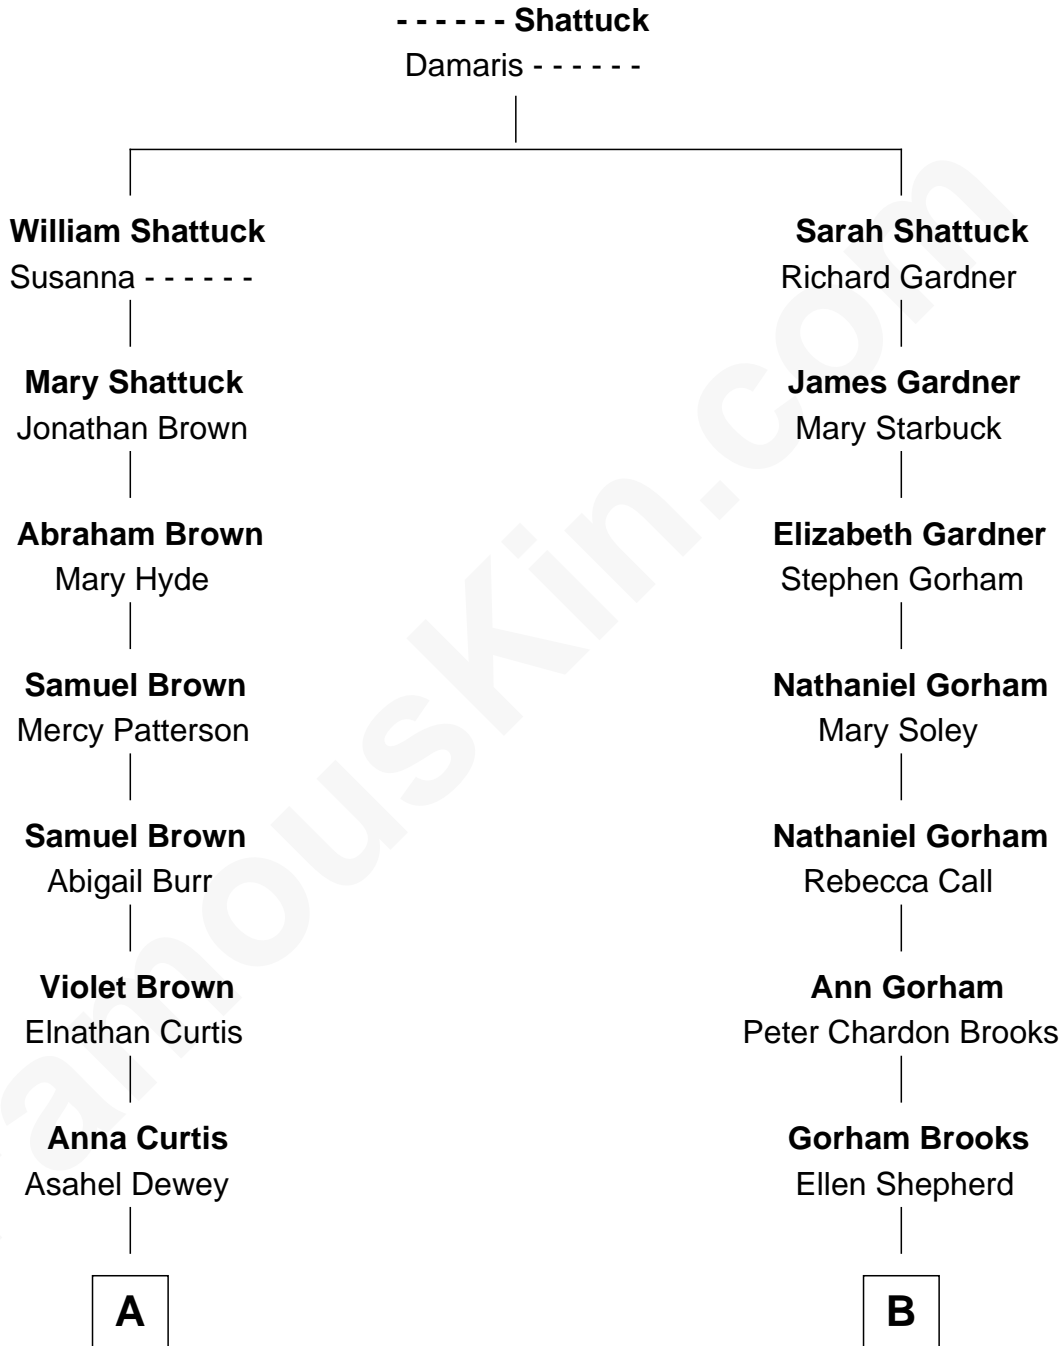 - - - - - - Shattuck
Damaris - - - - - -
William Shattuck
Susanna - - - - - -
Sarah Shattuck
Richard Gardner
Mary Shattuck
Jonathan Brown
James Gardner
Mary Starbuck
Abraham Brown
Mary Hyde
Elizabeth Gardner
Stephen Gorham
Samuel Brown
Mercy Patterson
Nathaniel Gorham
Mary Soley
Samuel Brown
Abigail Burr
Nathaniel Gorham
Rebecca Call
Violet Brown
Elnathan Curtis
Ann Gorham
Peter Chardon Brooks
Anna Curtis
Asahel Dewey
Gorham Brooks
Ellen Shepherd
A
B
amouskin.com